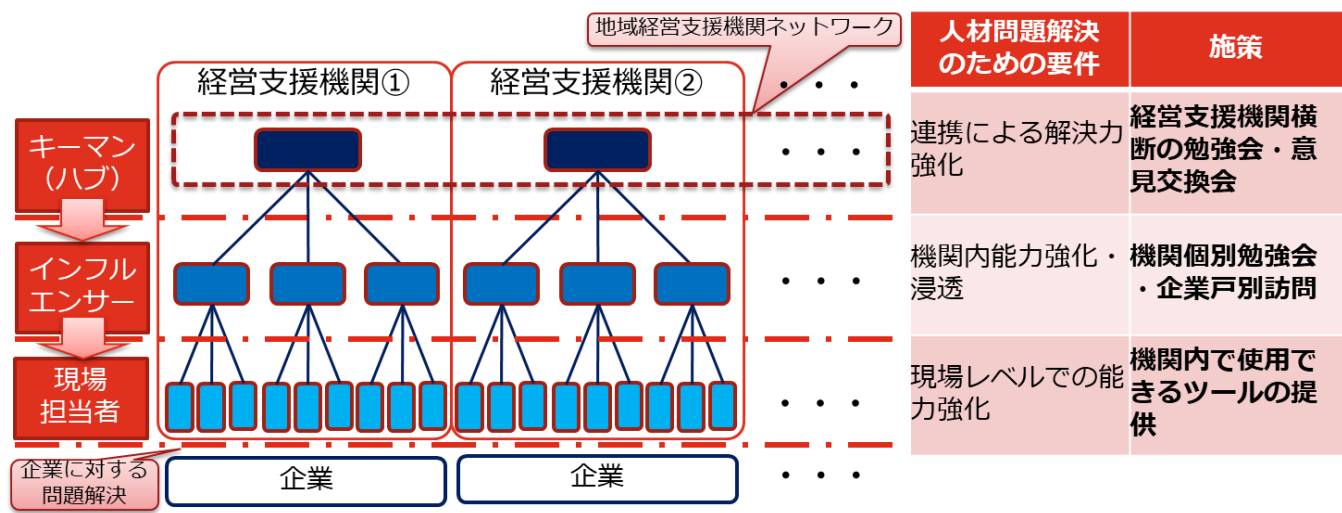 地域経営支援機関ネットワーク
経営支援機関①
経営支援機関②
・・・
キーマン
（ハブ）
・・・
インフル
エンサー
・・・
現場
担当者
・・・
企業に対する
問題解決
企業
企業
・・・
人材問題解決
のための要件
施策
連携による解決力
強化
経営支援機関横
断の勉強会・意
見交換会
機関内能力強化・
浸透
機関個別勉強会
・企業戸別訪問
現場レベルでの能
力強化
機関内で使用で
きるツールの提
供